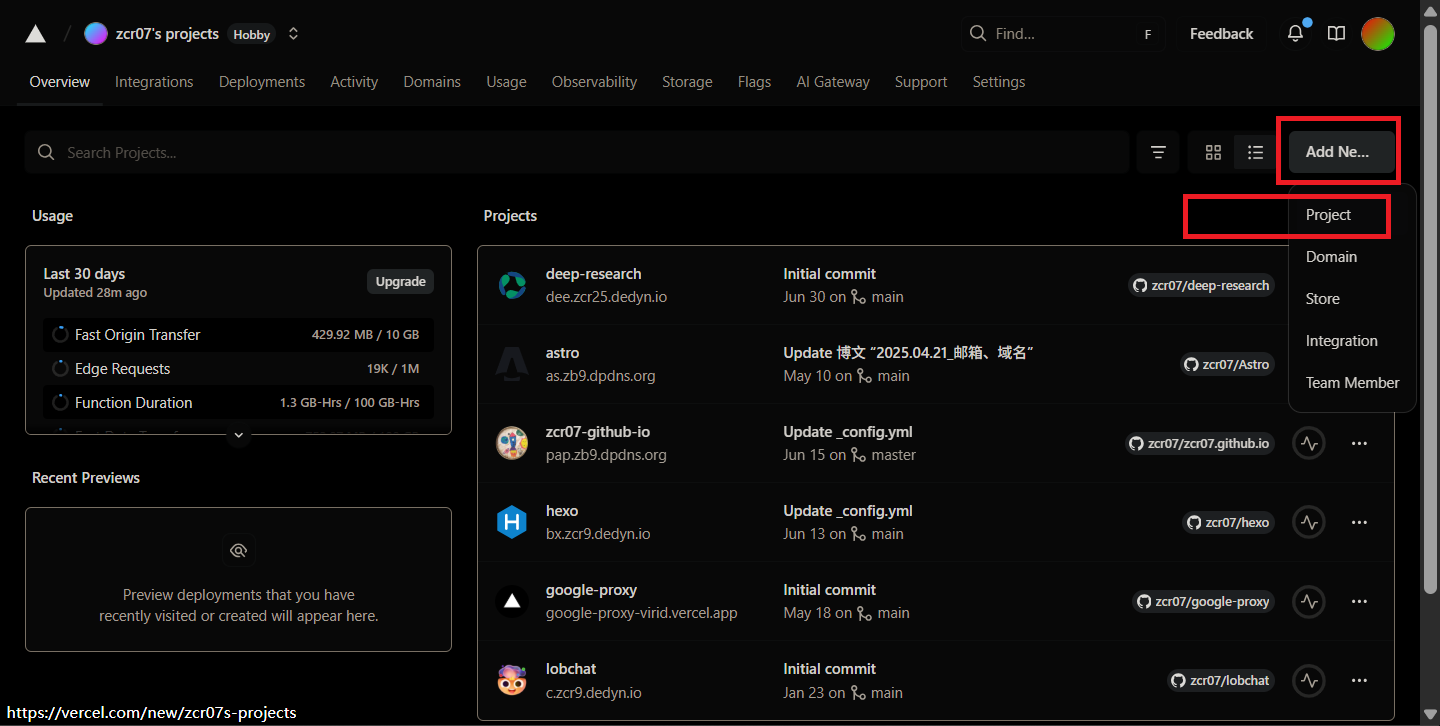 zcr07's projects Hobby
Find... F
Feedback
Overview Integrations Deployments Activity Domains Usage Observability Storage Flags AI Gateway Support Settings
Search Projects...
Add Ne...
Project
Domain
Store
Integration
Team Member
Usage
Last 30 days
Updated 28m ago
Upgrade
Fast Origin Transfer 429.92 MB / 10 GB
Edge Requests 19K / 1M
Function Duration 1.3 GB-Hrs / 100 GB-Hrs
Recent Previews
Preview deployments that you have
recently visited or created will appear here.
Projects
deep-research Initial commit
dee.zcr25.dedyn.io Jun 30 on main
zcr07/deep-research
astro Update 博文 “2025.04.21_邮箱、域名”
as.zb9.dpdns.org May 10 on main
zcr07/Astro
zcr07-github-io Update _config.yml
pap.zb9.dpdns.org Jun 15 on master
zcr07/zcr07.github.io
H
hexo Update _config.yml
bx.zcr9.dedyn.io Jun 13 on main
zcr07/hexo
google-proxy Initial commit
google-proxy-virid.vercel.app May 18 on main
zcr07/google-proxy
lobchat Initial commit
c.zcr9.dedyn.io Jan 23 on main
zcr07/lobchat
https://vercel.com/new/zcr07s-projects